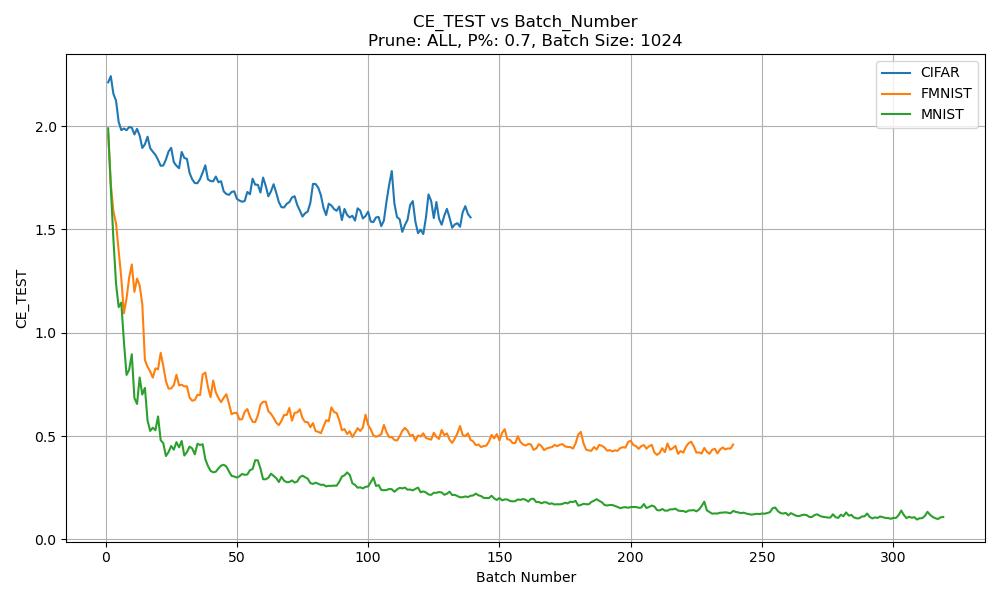 CE_TEST vs Batch_Number
Prune: ALL, P%: 0.7, Batch Size: 1024
CIFAR
FMNIST
MNIST
2.0
1.5
1.0
0.5
0.0
CE_TEST
0 50 100 150 200 250 300
Batch Number